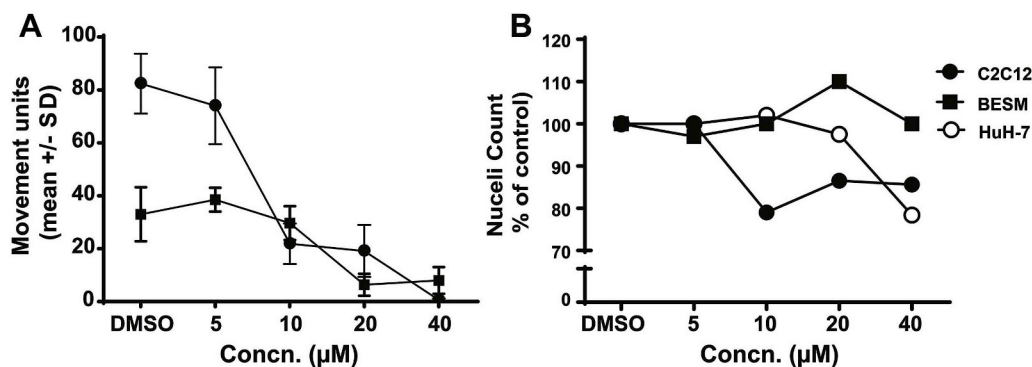 A
Movement units
(mean +/- SD)
100
80
60
40
20
0
DMSO
5
10
20
40
Concn. (µM)
B
Nuceli Count
% of control
120
110
100
90
80
70
0
DMSO
5
10
20
40
Concn. (µM)
C2C12
BESM
HuH-7